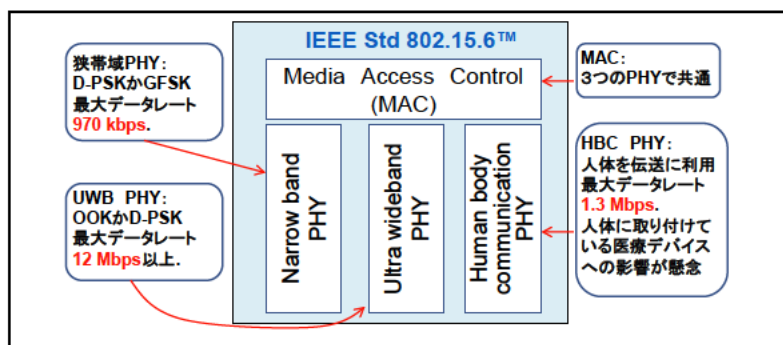 IEEE Std 802.15.6™
Media Access Control
(MAC)
Narrow band
PHY
Ultra wideband
PHY
Human body
communication
PHY
狭帯域PHY:
D-PSKかGFSK
最大データレート
970 kbps.
UWB PHY:
OOKかD-PSK
最大データレート
12 Mbps以上.
MAC:
3つのPHYで共通
HBC PHY:
人体を伝送に利用
最大データレート
1.3 Mbps.
人体に取り付けて
いる医療デバイス
への影響が懸念